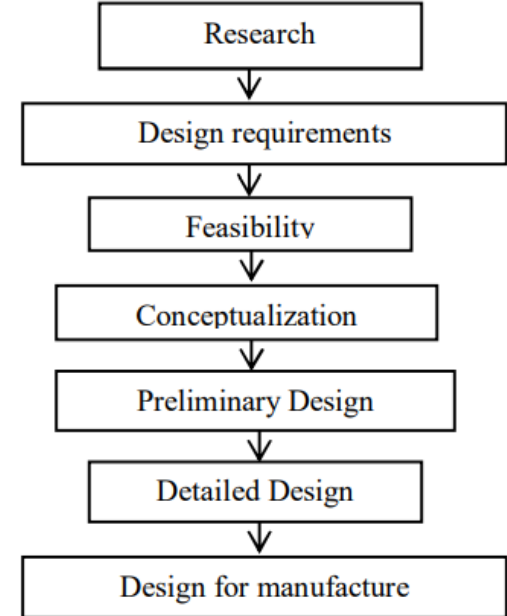 Research
Design requirements
Feasibility
Conceptualization
Preliminary Design
Detailed Design
Design for manufacture